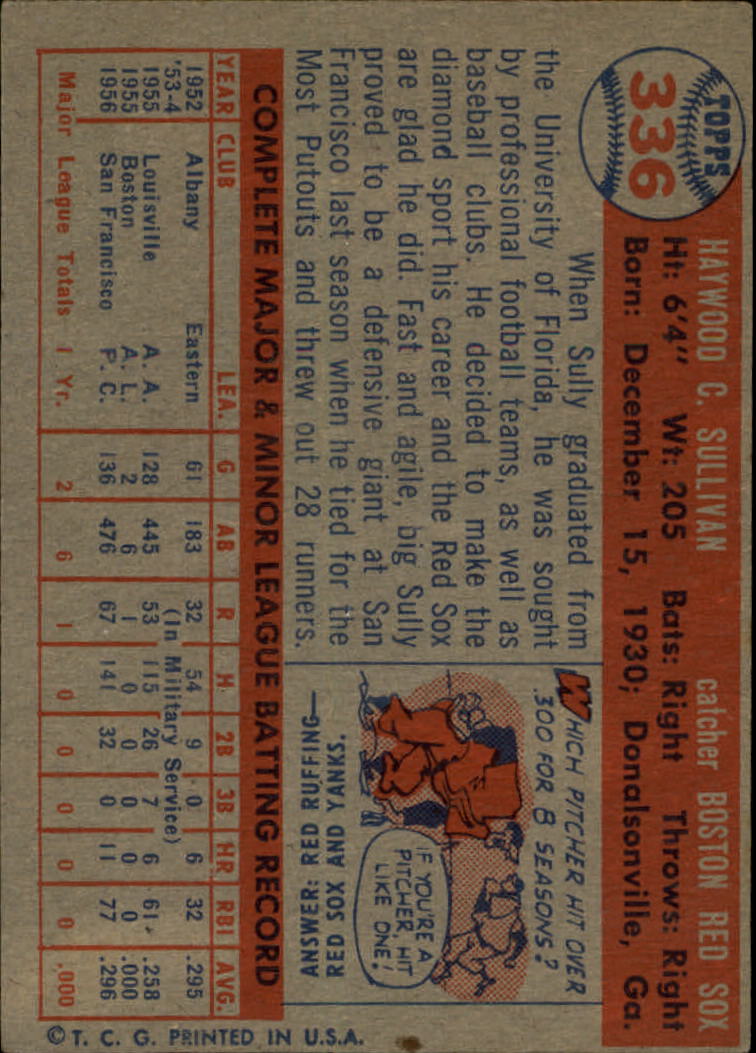 TOPPS
336
HAYWOOD C. SULLIVAN catcher BOSTON RED SOX
Ht: 6'4" Wt: 205 Bats: Right Throws: Right
Born: December 15, 1930; Donalsonville, Ga.
When Sully graduated from
the University of Florida, he was sought
by professional football teams, as well as
baseball clubs. He decided to make the
diamond sport his career and the Red Sox
are glad he did. Fast and agile, big Sully
proved to be a defensive giant at San
Francisco last season when he tied for the
Most Putouts and threw out 28 runners.
WHICH PITCHER HIT OVER
.300 FOR 8 SEASONS?
IF YOU'RE A
PITCHER, HIT
LIKE ONE!
ANSWER: RED RUFFING—
RED SOX AND YANKS.
COMPLETE MAJOR & MINOR LEAGUE BATTING RECORD
YEAR CLUB LEA. G AB R H 2B 3B HR RBI AVG.
1952 Albany Eastern 61 183 32 54 9 0 6 32 .295
'53-4 (In Military Service)
1955 Louisville A. A. 128 445 53 115 26 7 6 61 .258
1955 Boston A. L. 2 6 1 0 0 0 0 0 .000
1956 San Francisco P. C. 136 476 67 141 32 0 11 77 .296
Major League Totals 1 Yr. 2 6 1 0 0 0 0 0 .000
© T. C. G. PRINTED IN U.S.A.